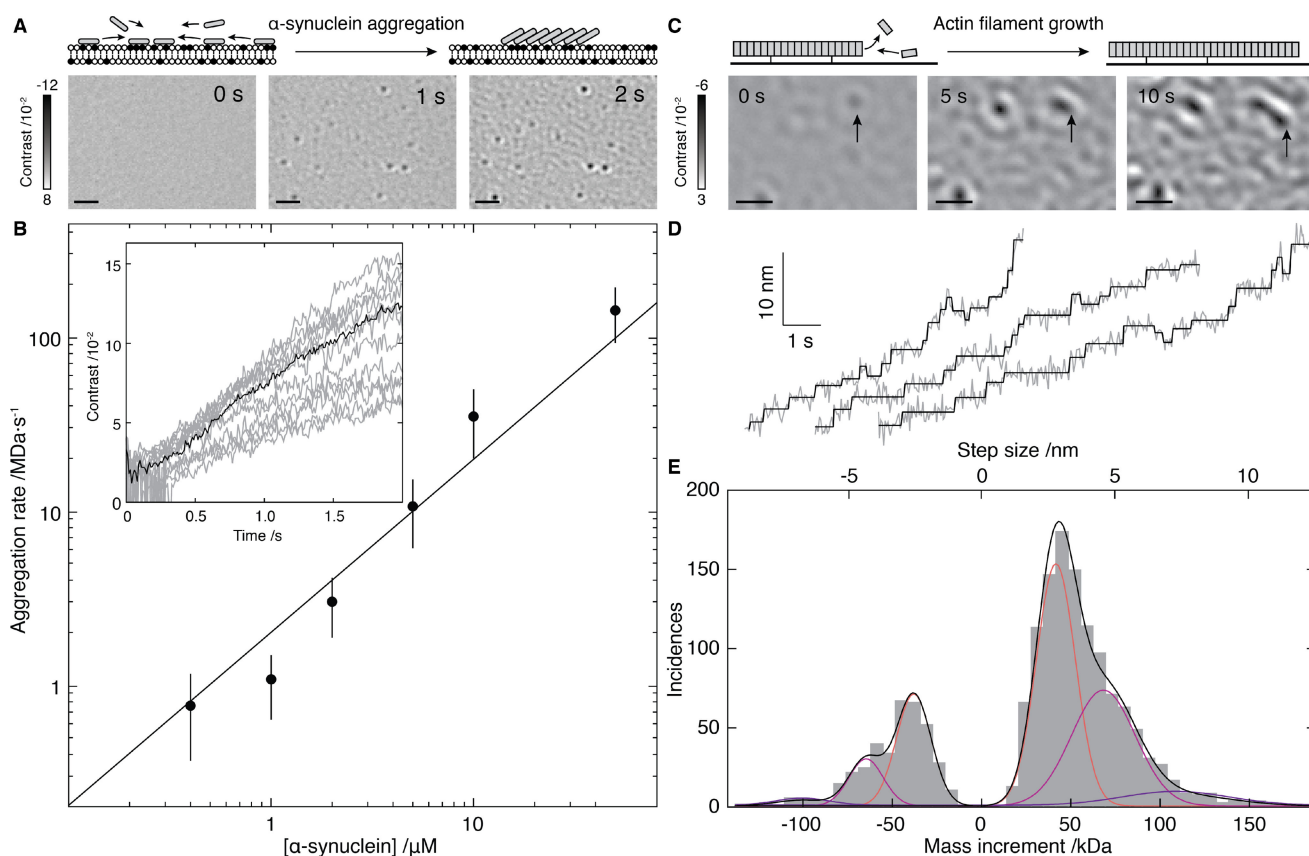 A
α-synuclein aggregation
-12
Contrast /10⁻²
8
0 s
1 s
2 s
B
Aggregation rate /MDa·s⁻¹
100
10
1
Contrast /10⁻²
15
10
5
0
0 0.5 1.0 1.5
Time /s
1 10
[α-synuclein] /μM
C
Actin filament growth
-6
Contrast /10⁻²
3
0 s
5 s
10 s
D
10 nm
1 s
E
Step size /nm
-5 0 5 10
Incidences
200
150
100
50
0
-100 -50 0 50 100 150
Mass increment /kDa